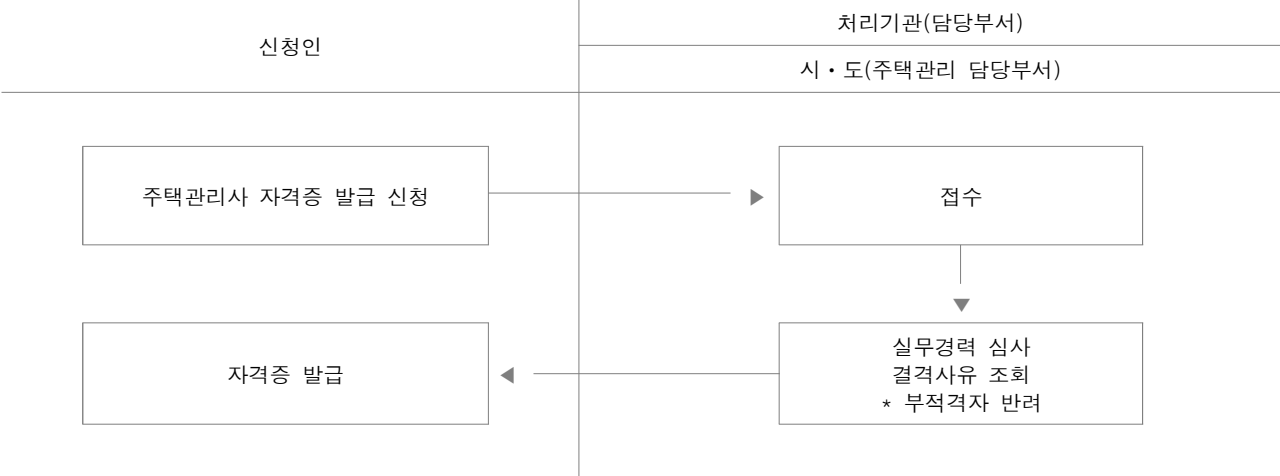 신청인
처리기관(담당부서)
시・도(주택관리 담당부서)
주택관리사 자격증 발급 신청
접수
자격증 발급
실무경력 심사
결격사유 조회
* 부적격자 반려